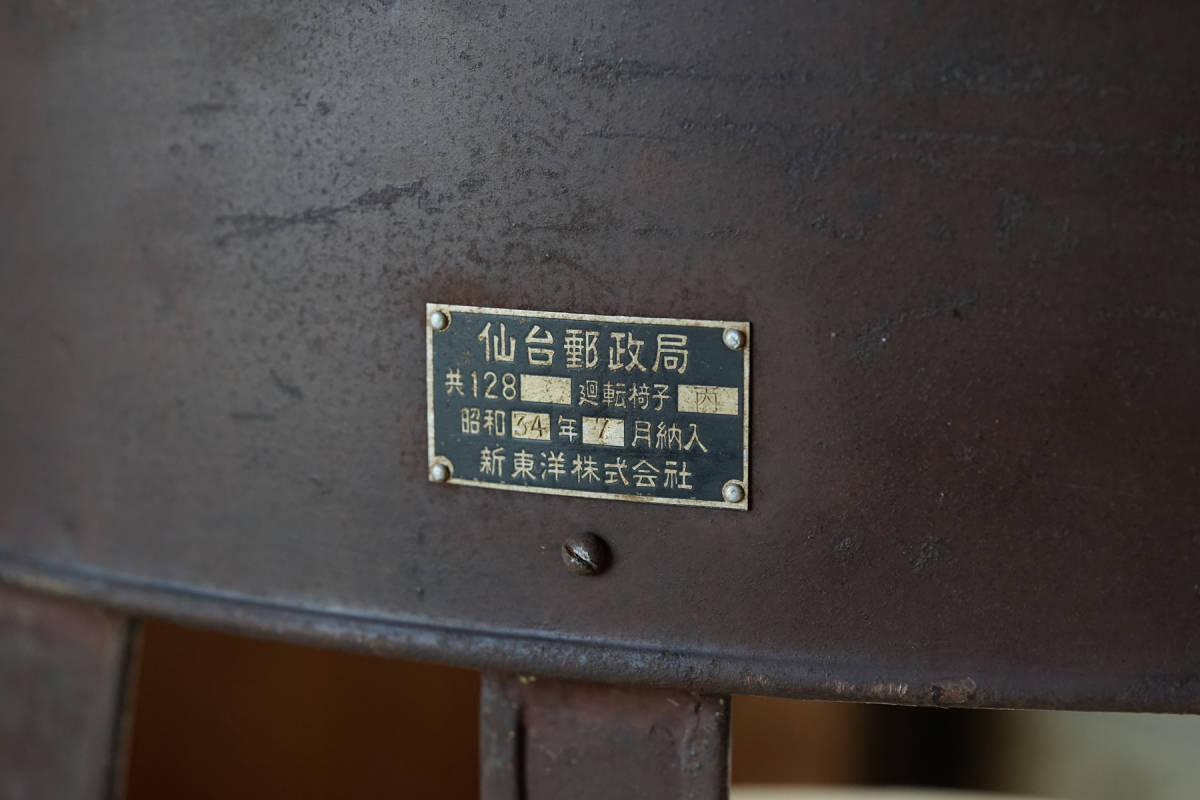 仙台郵政局
共128 廻転椅子 丙
昭和34年7月納入
新東洋株式会社